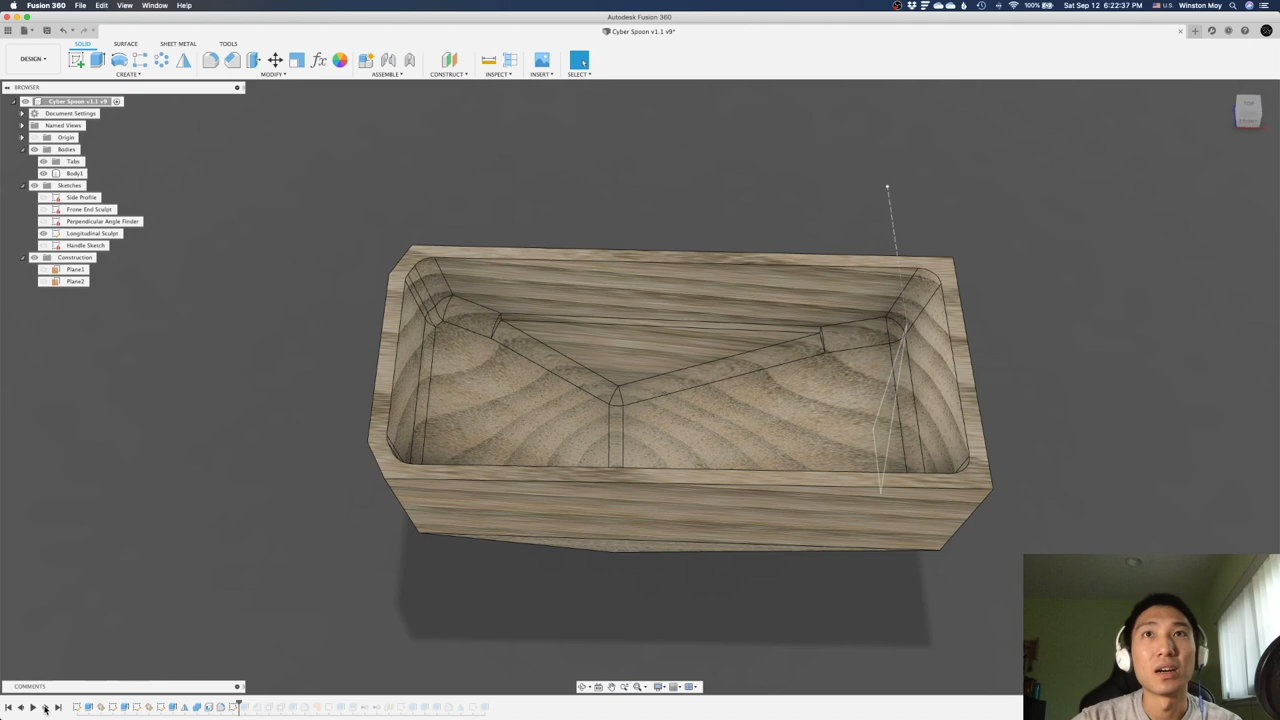 Fusion 360 File Edit View Window Help
100% Sat Sep 12 6:22:37 PM U.S. Winston Moy
Autodesk Fusion 360
Cyber Spoon v1.1 v9*
SOLID SURFACE SHEET METAL TOOLS
DESIGN
CREATE MODIFY ASSEMBLE CONSTRUCT INSPECT INSERT SELECT
BROWSER
Cyber Spoon v1.1 v9
Document Settings
Named Views
Origin
Bodies
Tabs
Body1
Sketches
Side Profile
Frone End Sculpt
Perpendicular Angle Finder
Longitudinal Sculpt
Handle Sketch
Construction
Plane1
Plane2
TOP
COMMENTS